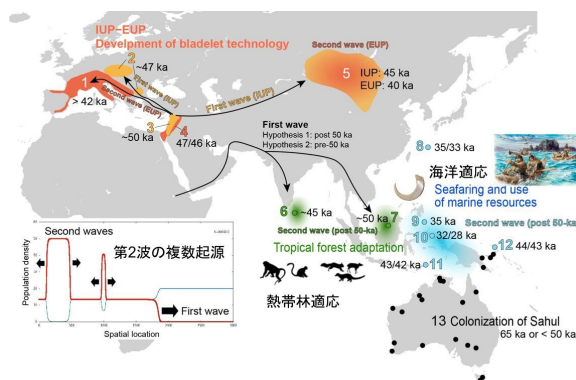 IUP–EUP
Develpment of bladelet technology
2
~47 ka
First wave (IUP)
1
Second wave (EUP)
> 42 ka
3
4
~50 ka
47/46 ka
First wave (IUP)
Second wave (EUP)
5
IUP: 45 ka
EUP: 40 ka
First wave
Hypothesis 1: post 50 ka
Hypothesis 2: pre-50 ka
8
35/33 ka
海洋適応
Seafaring and use
of marine resources
6
~45 ka
~50 ka
7
Second wave (post 50-ka)
Tropical forest adaptation
熱帯林適応
9
35 ka
Second wave (post 50-ka)
10
32/28 ka
12
44/43 ka
43/42 ka
11
13 Colonization of Sahul
65 ka or < 50 ka
Second waves
第2波の複数起源
First wave
Population density
Spatial location